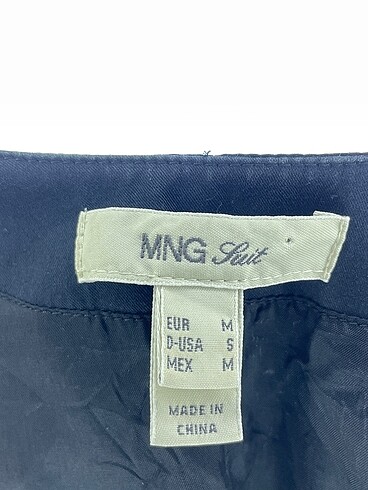 MNG Suit
EUR M
D-USA S
MEX M
MADE IN
CHINA